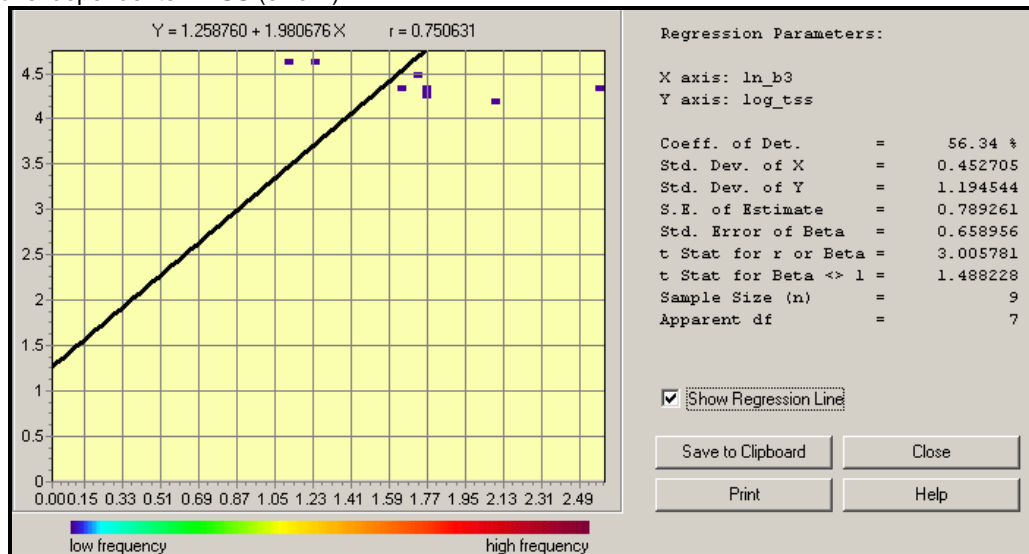 Y = 1.258760 + 1.980676 X r = 0.750631
4.5
4
3.5
3
2.5
2
1.5
1
0.5
0
0.000.15 0.33 0.51 0.69 0.87 1.05 1.23 1.41 1.59 1.77 1.95 2.13 2.31 2.49
low frequency high frequency
Regression Parameters:
X axis: ln_b3
Y axis: log_tss
Coeff. of Det. = 56.34 %
Std. Dev. of X = 0.452705
Std. Dev. of Y = 1.194544
S.E. of Estimate = 0.789261
Std. Error of Beta = 0.658956
t Stat for r or Beta = 3.005781
t Stat for Beta <> 1 = 1.488228
Sample Size (n) = 9
Apparent df = 7
Show Regression Line
Save to Clipboard Close
Print Help